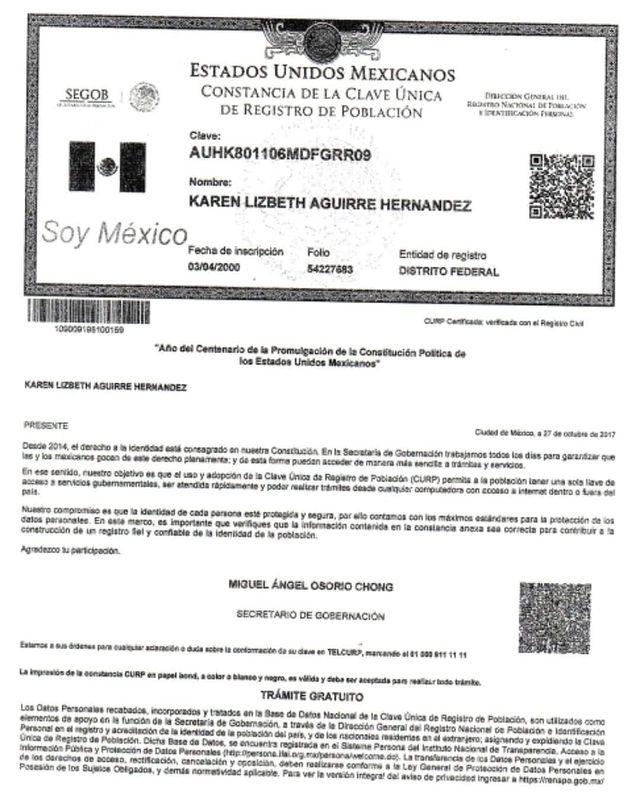 ESTADOS UNIDOS MEXICANOS
CONSTANCIA DE LA CLAVE ÚNICA
DE REGISTRO DE POBLACIÓN
SEGOB
DIRECCIÓN GENERAL DEL
REGISTRO NACIONAL DE POBLACIÓN
E IDENTIFICACIÓN PERSONAL
Clave:
AUHK801106MDFGRR09
Nombre:
KAREN LIZBETH AGUIRRE HERNANDEZ
Soy México
Fecha de inscripción Folio Entidad de registro
03/04/2000 54227683 DISTRITO FEDERAL
CURP Certificada: verificada con el Registro Civil
109009198100159
"Año del Centenario de la Promulgación de la Constitución Política de
los Estados Unidos Mexicanos"
KAREN LIZBETH AGUIRRE HERNANDEZ
PRESENTE
Ciudad de México, a 27 de octubre de 2017
Desde 2014, el derecho a la identidad está consagrado en nuestra Constitución. En la Secretaría de Gobernación trabajamos todos los días para garantizar que
las y los mexicanos gocen de este derecho plenamente; y de esta forma puedan acceder de manera más sencilla a trámites y servicios.
En ese sentido, nuestro objetivo es que el uso y adopción de la Clave Única de Registro de Población (CURP) permita a la población tener una sola llave de
acceso a servicios gubernamentales, ser atendida rápidamente y poder realizar trámites desde cualquier computadora con acceso a internet dentro o fuera del
país.
Nuestro compromiso es que la identidad de cada persona esté protegida y segura, por ello contamos con los máximos estándares para la protección de los
datos personales. En este marco, es importante que verifiques que la información contenida en la constancia anexa sea correcta para contribuir a la
construcción de un registro fiel y confiable de la identidad de la población.
Agradezco tu participación.
MIGUEL ÁNGEL OSORIO CHONG
SECRETARIO DE GOBERNACIÓN
Estamos a sus órdenes para cualquier aclaración o duda sobre la conformación de su clave en TELCURP, marcando el 01 800 911 11 11
La impresión de la constancia CURP en papel bond, a color o blanco y negro, es válida y debe ser aceptada para realizar todo trámite.
TRÁMITE GRATUITO
Los Datos Personales recabados, incorporados y tratados en la Base de Datos Nacional de la Clave Única de Registro de Población, son utilizados como
elementos de apoyo en la función de la Secretaría de Gobernación, a través de la Dirección General del Registro Nacional de Población e Identificación
Personal en el registro y acreditación de la identidad de la población del país, y de los nacionales residentes en el extranjero; asignando y expidiendo la Clave
Única de Registro de Población. Dicha Base de Datos, se encuentra registrada en el Sistema Persona del Instituto Nacional de Transparencia, Acceso a la
Información Pública y Protección de Datos Personales (http://persona.ifai.org.mx/persona/welcome.do). La transferencia de los Datos Personales y el ejercicio
de los derechos de acceso, rectificación, cancelación y oposición, deben realizarse conforme a la Ley General de Protección de Datos Personales en
Posesión de los Sujetos Obligados, y demás normatividad aplicable. Para ver la versión integral del aviso de privacidad ingresar a https://renapo.gob.mx/